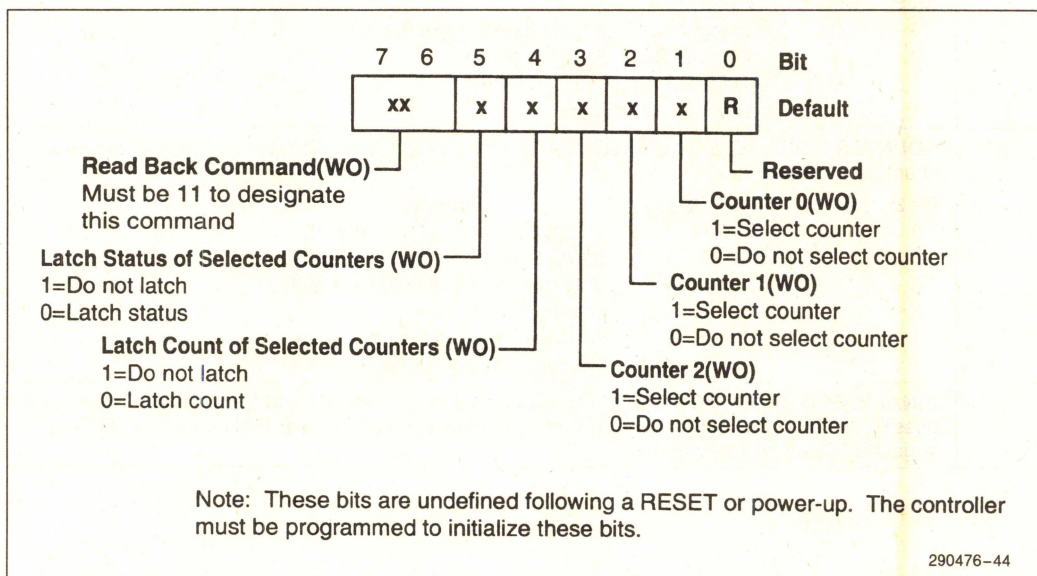 7 6 5 4 3 2 1 0 Bit
xx x x x x x R Default
Read Back Command(WO)
Must be 11 to designate
this command
Latch Status of Selected Counters (WO)
1=Do not latch
0=Latch status
Latch Count of Selected Counters (WO)
1=Do not latch
0=Latch count
Reserved
Counter 0(WO)
1=Select counter
0=Do not select counter
Counter 1(WO)
1=Select counter
0=Do not select counter
Counter 2(WO)
1=Select counter
0=Do not select counter
Note: These bits are undefined following a RESET or power-up. The controller
must be programmed to initialize these bits.
290476–44